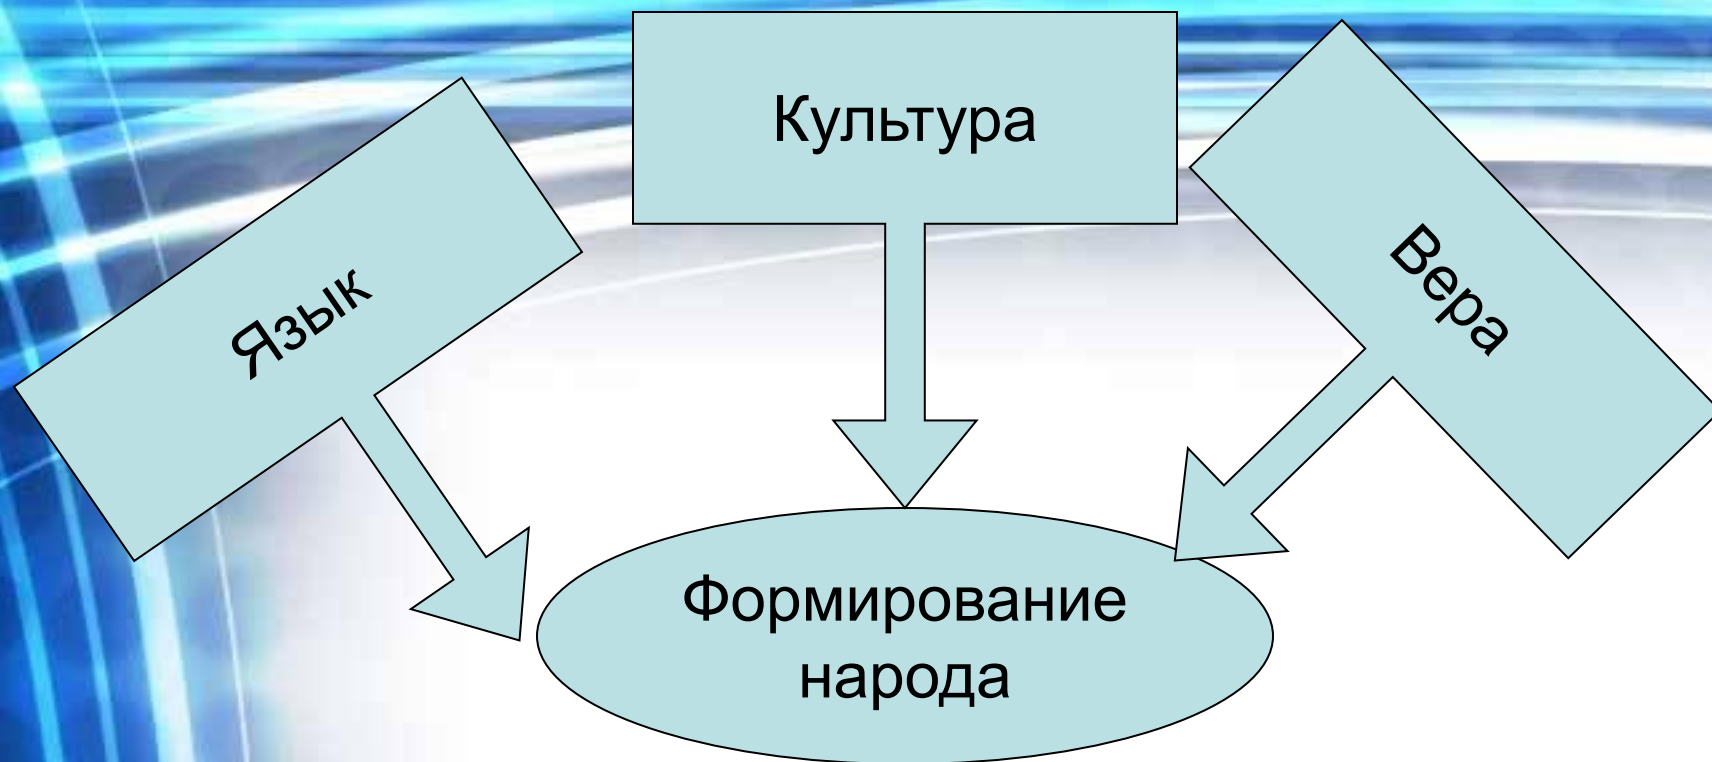 Язык
Культура
Вера
Формирование
народа